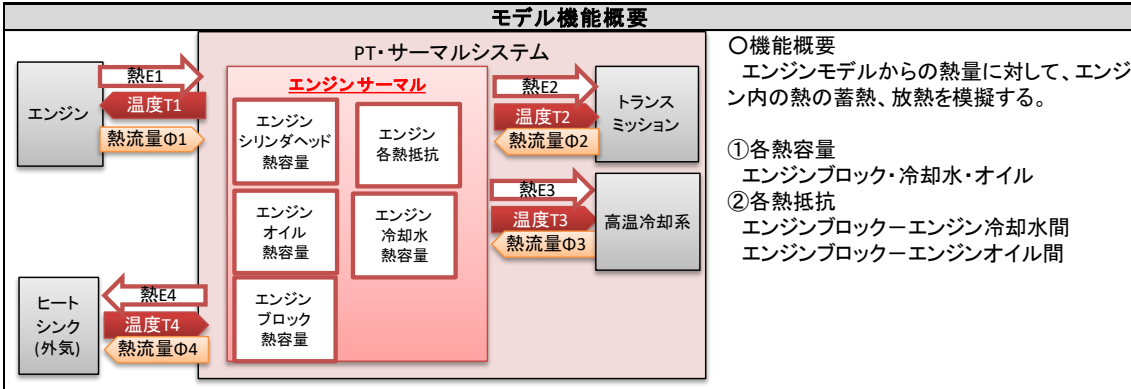 モデル機能概要
PT・サーマルシステム
エンジン
熱E1
温度T1
熱流量Φ1
エンジンサーマル
エンジン
シリンダヘッド
熱容量
エンジン
各熱抵抗
エンジン
オイル
熱容量
エンジン
冷却水
熱容量
エンジン
ブロック
熱容量
熱E2
温度T2
熱流量Φ2
トランス
ミッション
熱E3
温度T3
熱流量Φ3
高温冷却系
ヒート
シンク
(外気)
熱E4
温度T4
熱流量Φ4
〇機能概要
エンジンモデルからの熱量に対して、エンジ
ン内の熱の蓄熱、放熱を模擬する。
①各熱容量
エンジンブロック・冷却水・オイル
②各熱抵抗
エンジンブロックーエンジン冷却水間
エンジンブロックーエンジンオイル間